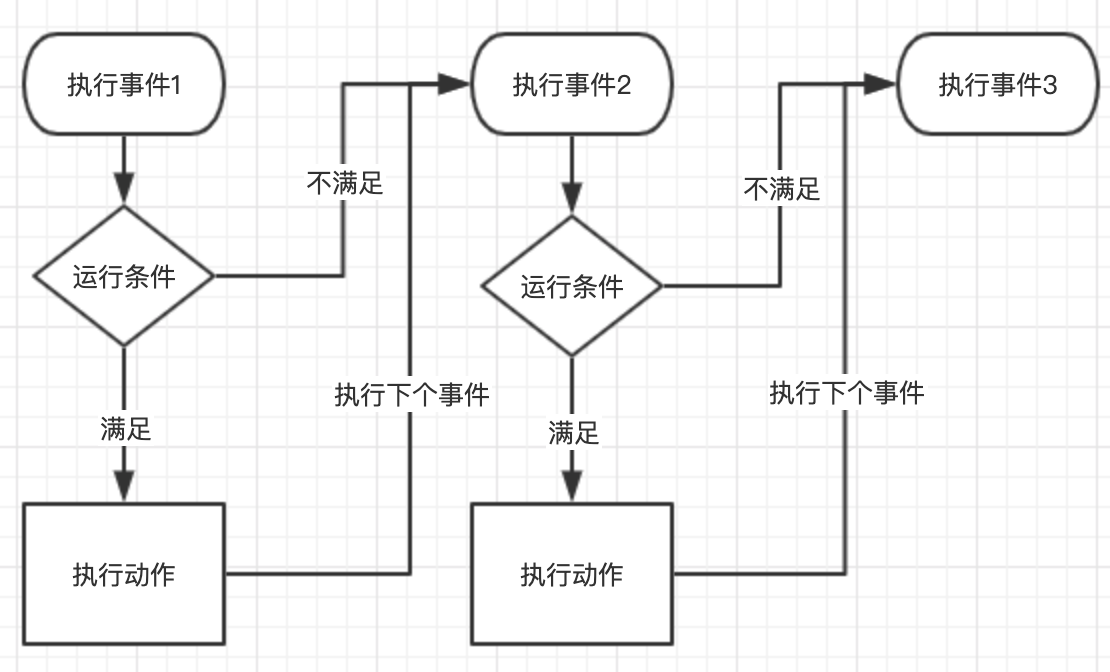 执行事件1
执行事件2
执行事件3
不满足
不满足
运行条件
运行条件
执行下个事件
执行下个事件
满足
满足
执行动作
执行动作